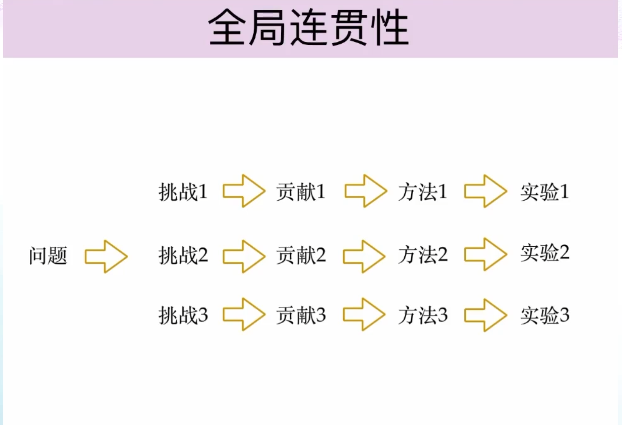 全局连贯性
挑战1 贡献1 方法1 实验1
问题 挑战2 贡献2 方法2 实验2
挑战3 贡献3 方法3 实验3